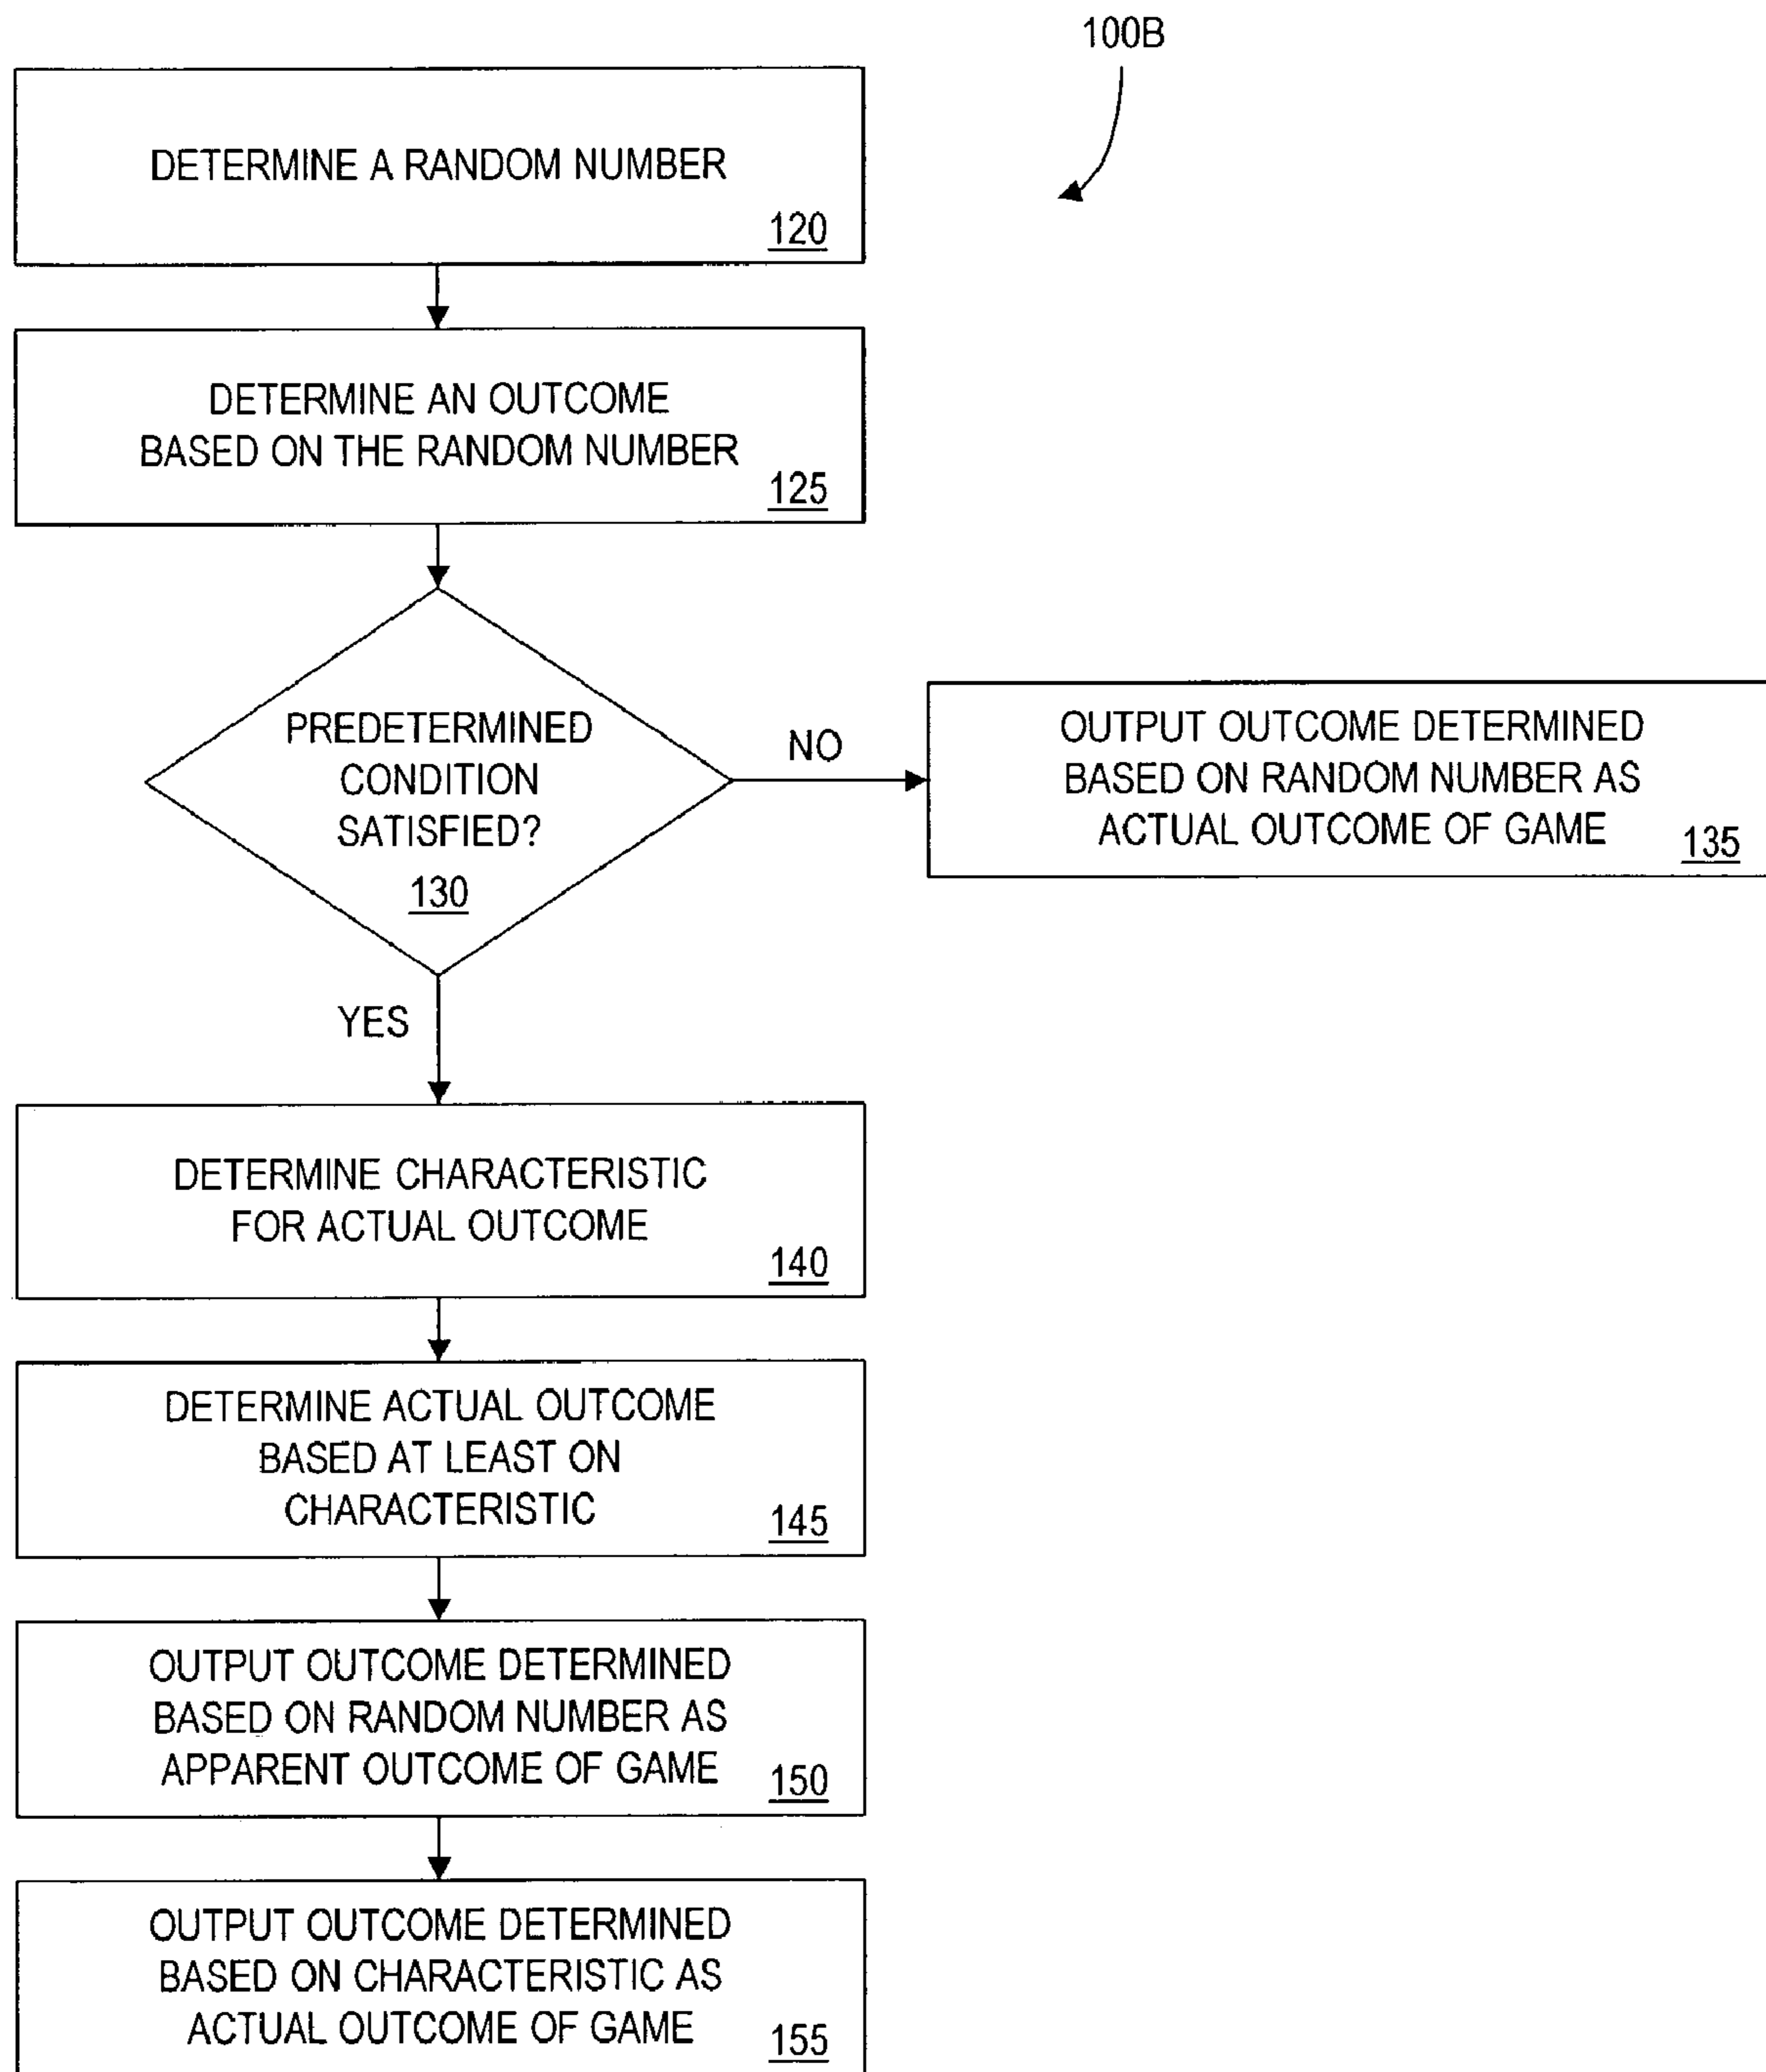 100B
DETERMINE A RANDOM NUMBER
120
DETERMINE AN OUTCOME
BASED ON THE RANDOM NUMBER
125
PREDETERMINED
CONDITION
SATISFIED?
130
NO
OUTPUT OUTCOME DETERMINED
BASED ON RANDOM NUMBER AS
ACTUAL OUTCOME OF GAME
135
YES
DETERMINE CHARACTERISTIC
FOR ACTUAL OUTCOME
140
DETERMINE ACTUAL OUTCOME
BASED AT LEAST ON
CHARACTERISTIC
145
OUTPUT OUTCOME DETERMINED
BASED ON RANDOM NUMBER AS
APPARENT OUTCOME OF GAME
150
OUTPUT OUTCOME DETERMINED
BASED ON CHARACTERISTIC AS
ACTUAL OUTCOME OF GAME
155